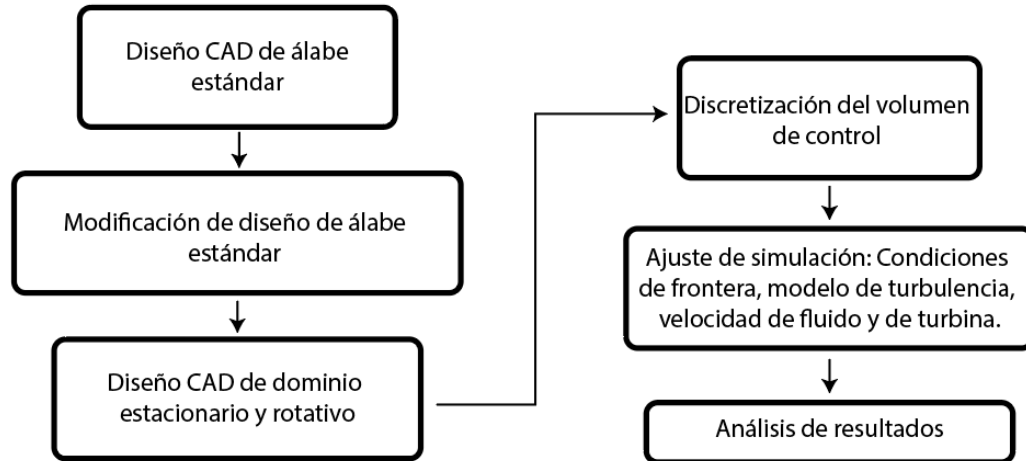 Diseño CAD de álabe
estándar
Modificación de diseño de álabe
estándar
Diseño CAD de dominio
estacionario y rotativo
Discretización del volumen
de control
Ajuste de simulación: Condiciones
de frontera, modelo de turbulencia,
velocidad de fluido y de turbina.
Análisis de resultados